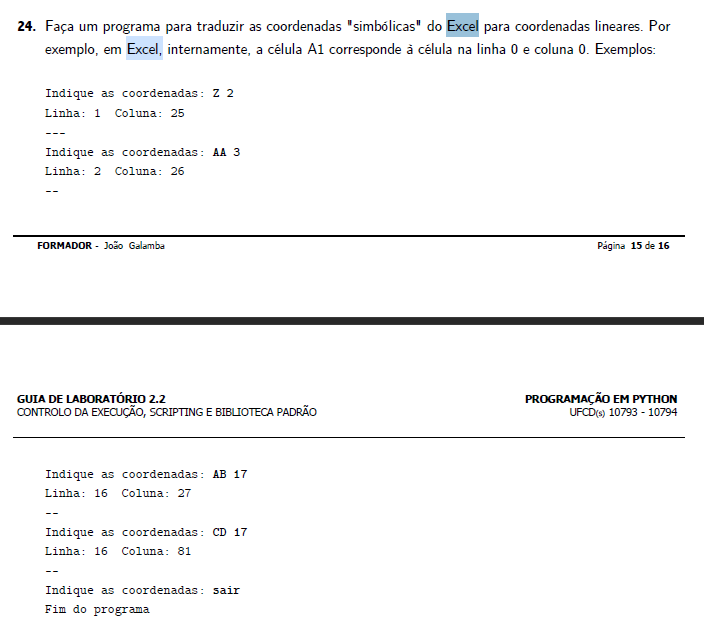 24. Faça um programa para traduzir as coordenadas "simbólicas" do Excel para coordenadas lineares. Por
exemplo, em Excel, internamente, a célula A1 corresponde á célula na linha 0 e coluna 0. Exemplos:
Indique as coordenadas: Z 2
Linha: 1 Coluna: 25
---
Indique as coordenadas: AA 3
Linha: 2 Coluna: 26
--
FORMADOR - João Galamba Página 15 de 16
GUIA DE LABORATÓRIO 2.2 PROGRAMAÇÃO EM PYTHON
CONTROLO DA EXECUÇÃO, SCRIPTING E BIBLIOTECA PADRÃO UFCD(s) 10793 - 10794
Indique as coordenadas: AB 17
Linha: 16 Coluna: 27
--
Indique as coordenadas: CD 17
Linha: 16 Coluna: 81
--
Indique as coordenadas: sair
Fim do programa